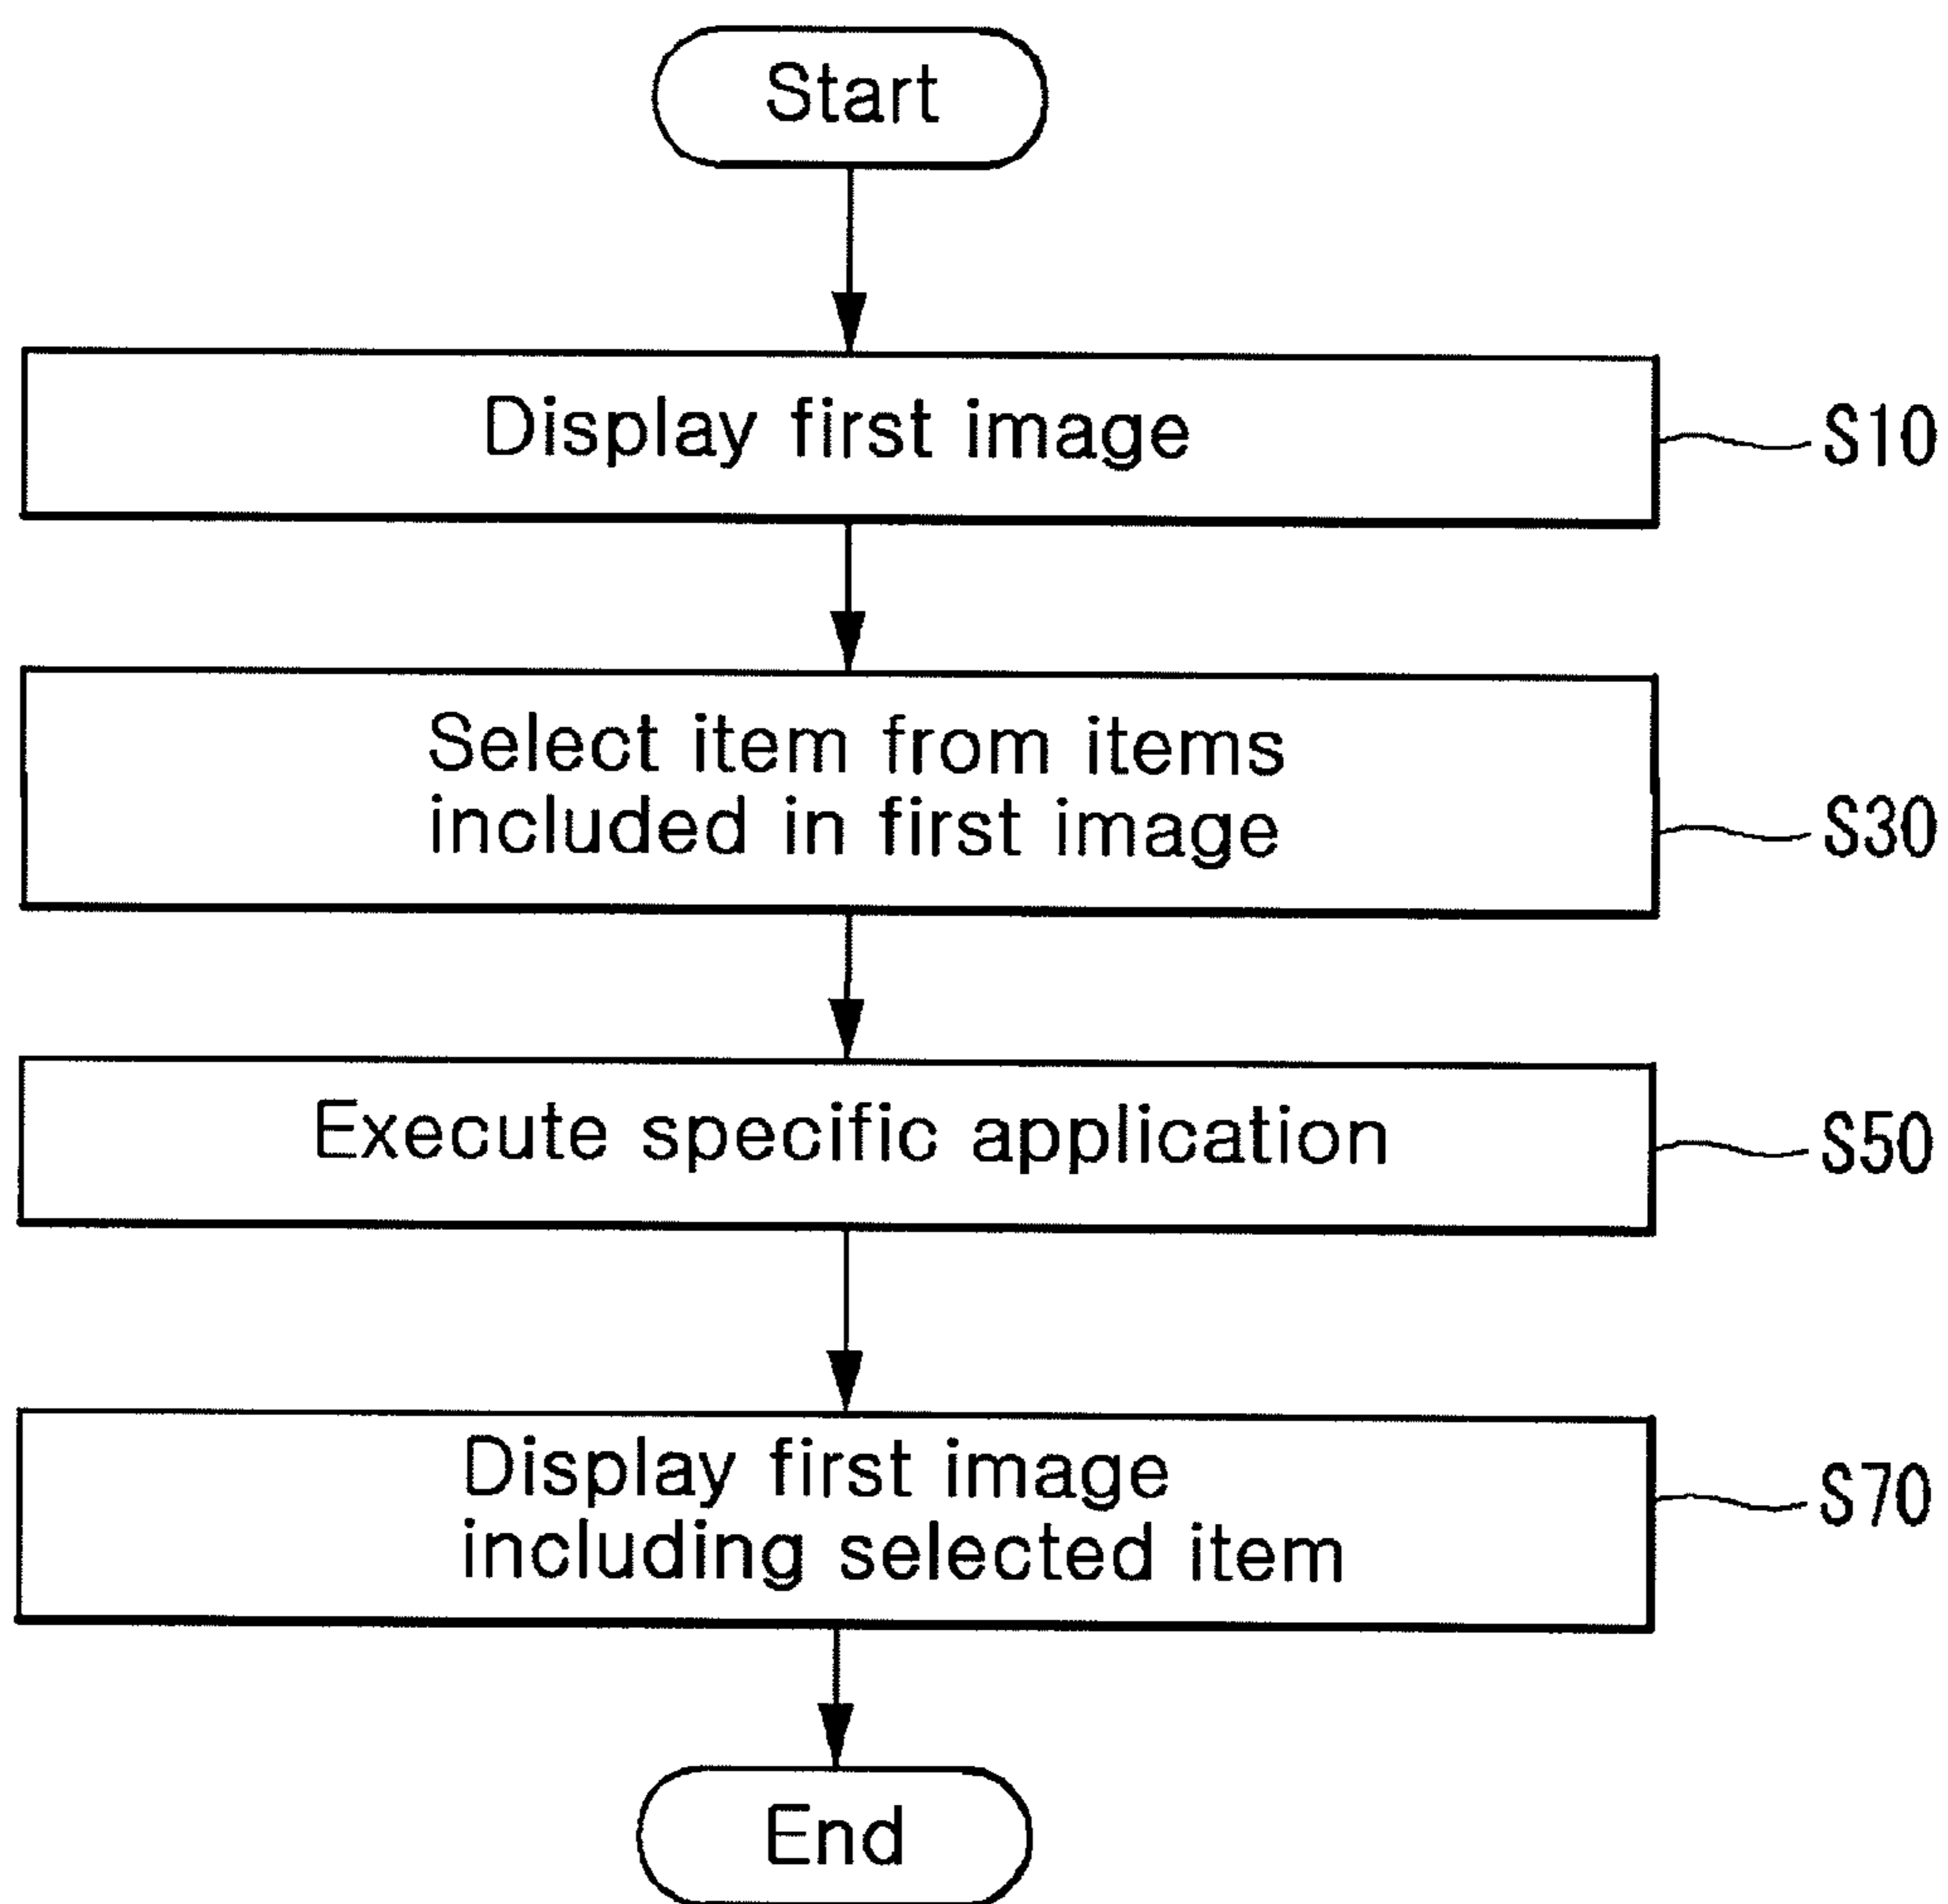 Start
Display first image
S10
Select item from items
included in first image
S30
Execute specific application
S50
Display first image
including selected item
S70
End